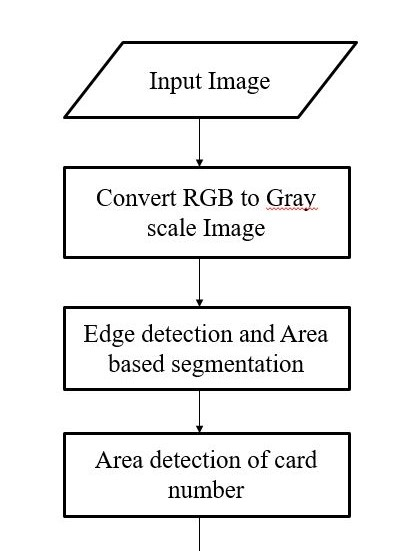 Input Image
Convert RGB to Gray
scale Image
Edge detection and Area
based segmentation
Area detection of card
number